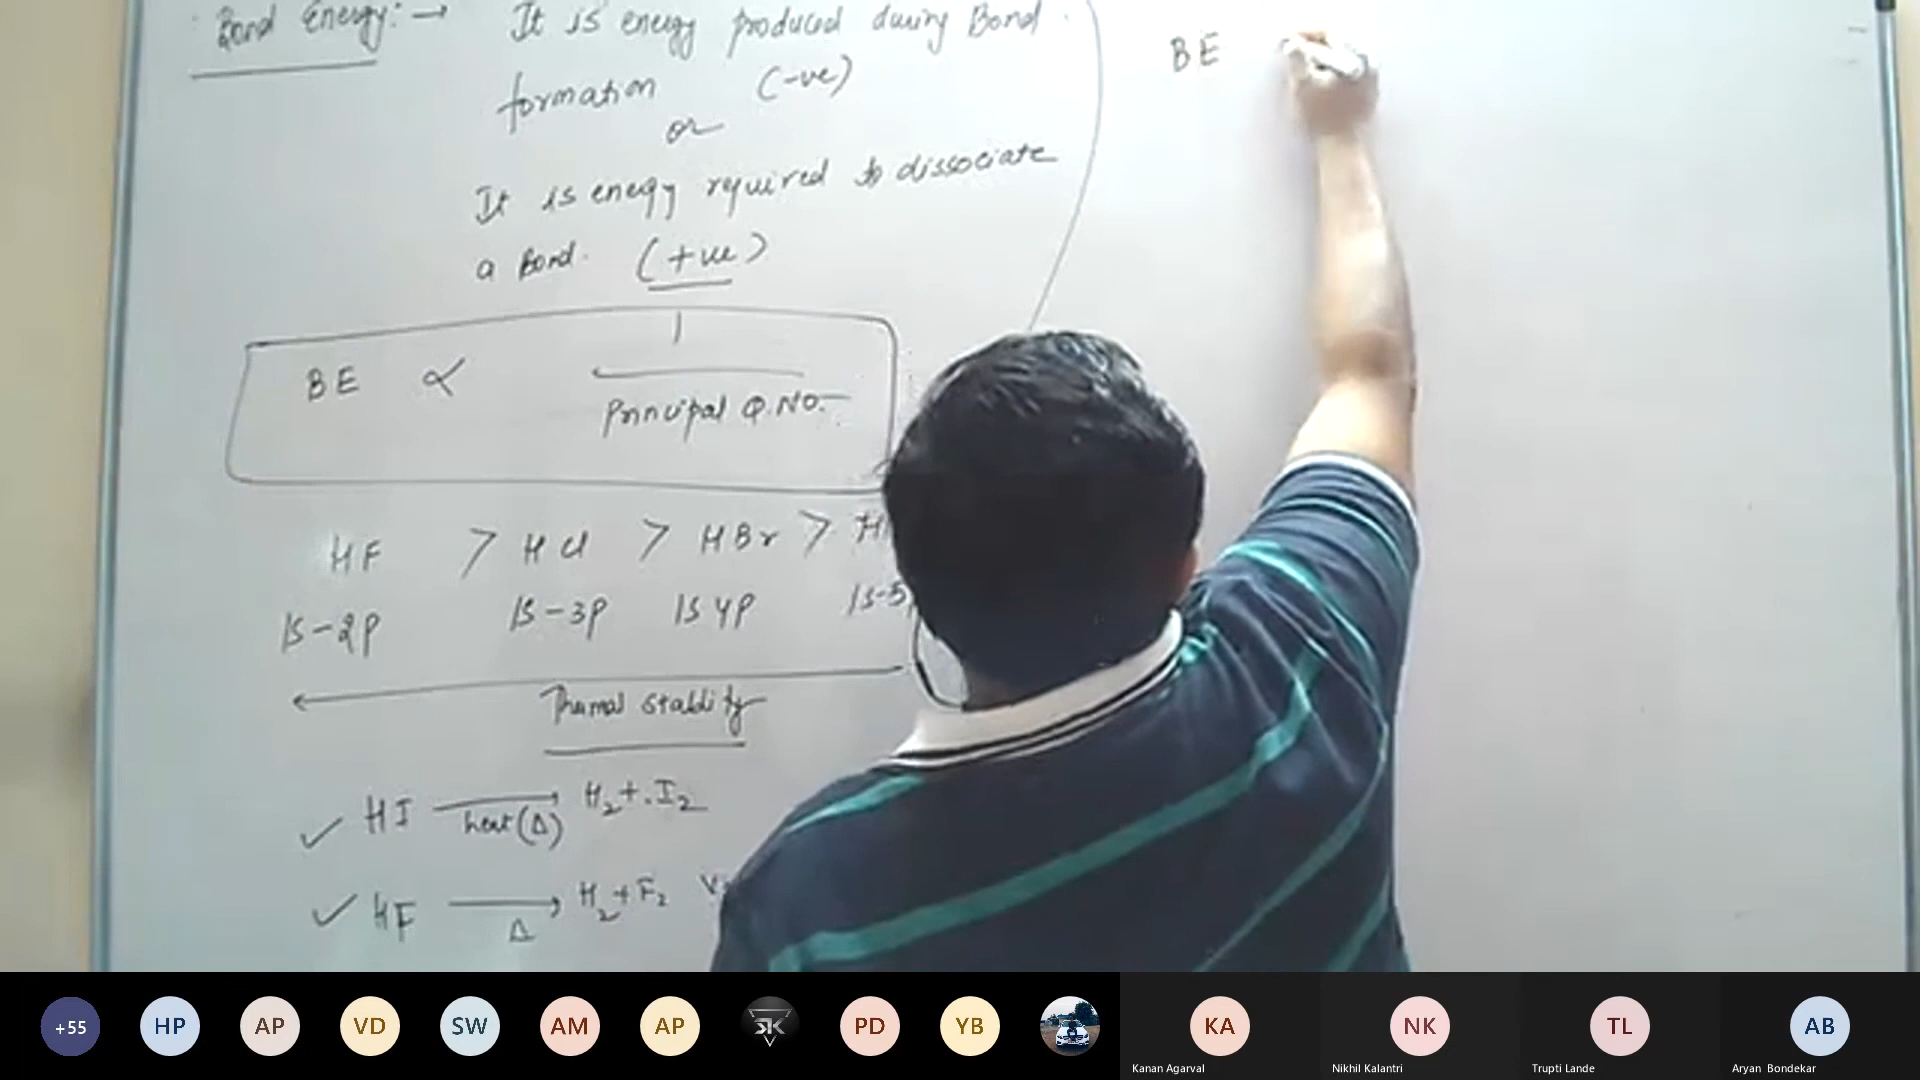 Bond Energy:→ It is energy produced during Bond
formation (-ve)
or
It is energy required to dissociate
a Bond. (+ve)
BE ∝ 1
Principal Q.NO.
HF > HCl > HBr > H
1S-2P 1S-3P 1S 4P 1S-5
Thermal Stability
✓ HI → H2+I2
heat(Δ)
✓ HF → H2+F2
Δ
BE
+55 HP AP VD SW AM AP PD YB KA NK TL AB
Kanan Agarval Nikhil Kalantri Trupti Lande Aryan Bondekar